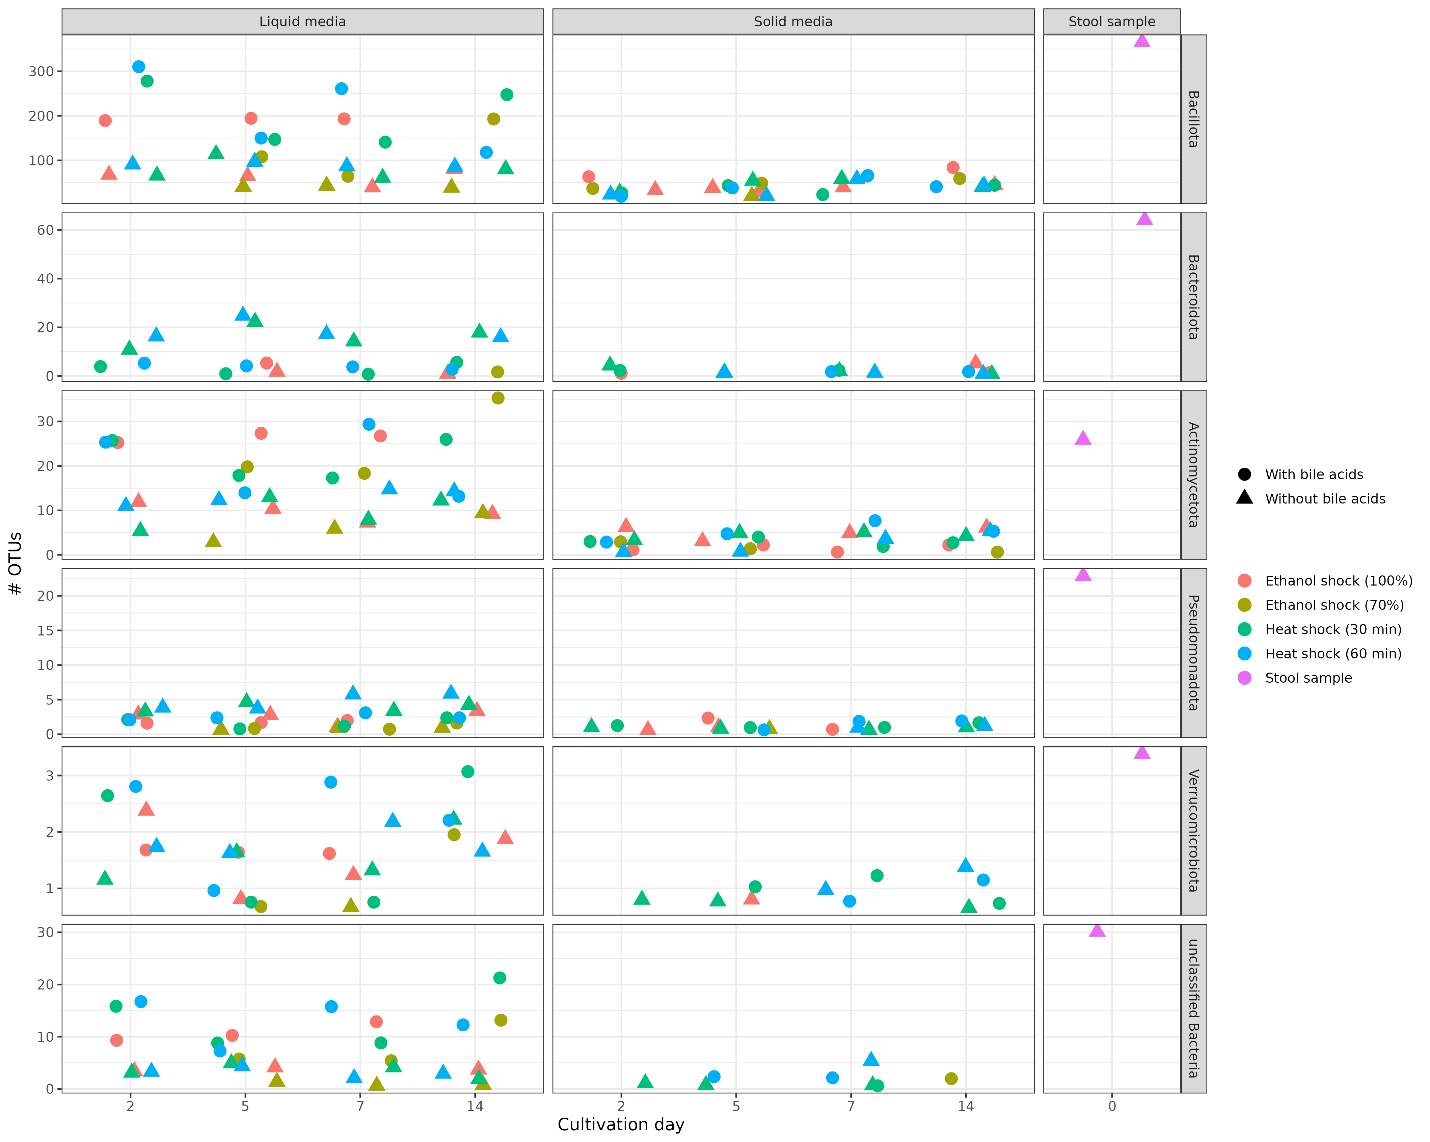 Liquid media
Solid media
Stool sample
# OTUs
300
200
100
Bacillota
60
40
20
0
Bacteroidota
30
20
10
0
Actinomycetota
20
15
10
5
0
Pseudomonadota
3
2
1
Verrucomicrobiota
30
20
10
0
unclassified Bacteria
2
5
7
14
2
5
7
14
0
Cultivation day
With bile acids
Without bile acids
Ethanol shock (100%)
Ethanol shock (70%)
Heat shock (30 min)
Heat shock (60 min)
Stool sample